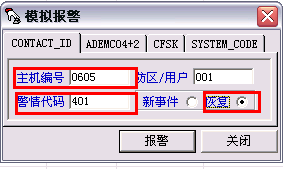 模拟报警
CONTACT_ID ADEMCO4+2 CFSK SYSTEM_CODE
主机编号 0605 防区/用户 001
警情代码 401 新事件 恢复
报警 关闭